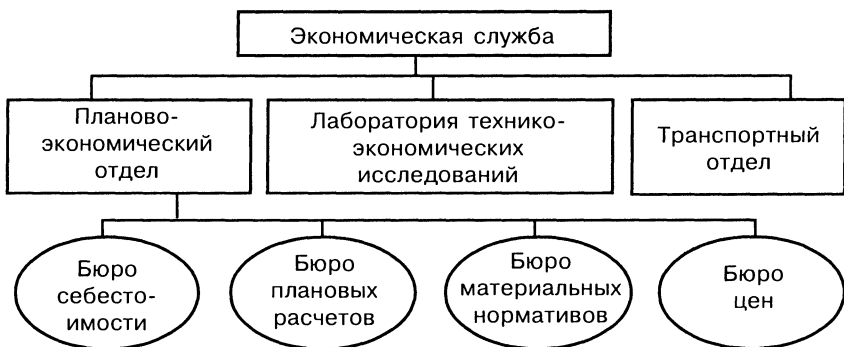 Экономическая служба
Планово-
экономический
отдел
Лаборатория технико-
экономических
исследований
Транспортный
отдел
Бюро
себесто-
имости
Бюро
плановых
расчетов
Бюро
материальных
нормативов
Бюро
цен